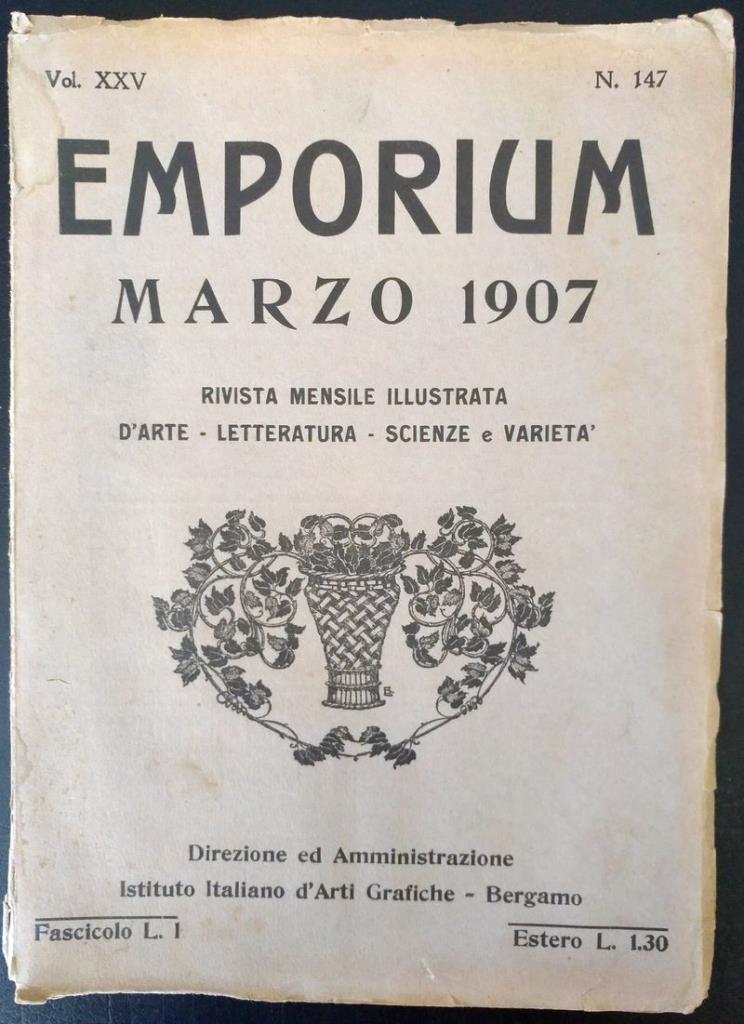 Vol. XXV
N. 147
EMPORIUM
MARZO 1907
RIVISTA MENSILE ILLUSTRATA
D'ARTE - LETTERATURA - SCIENZE e VARIETA'
Direzione ed Amministrazione
Istituto Italiano d'Arti Grafiche - Bergamo
Fascicolo L. 1
Estero L. 1.30